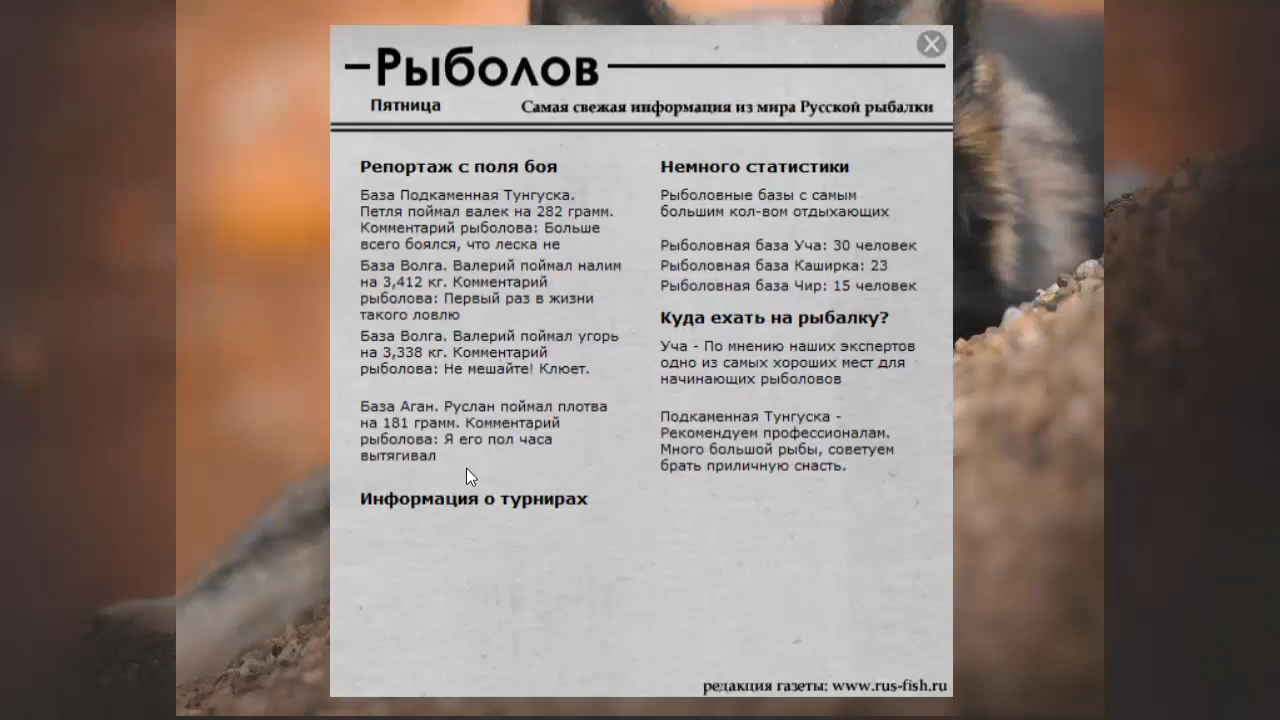 Рыболов
Пятница
Самая свежая информация из мира Русской рыбалки
Репортаж с поля боя
База Подкаменная Тунгуска.
Петля поймал валек на 282 грамм.
Комментарий рыболова: Больше
всего боялся, что леска не
База Волга. Валерий поймал налим
на 3,412 кг. Комментарий
рыболова: Первый раз в жизни
такого ловлю
База Волга. Валерий поймал угорь
на 3,338 кг. Комментарий
рыболова: Не мешайте! Клюет.
База Аган. Руслан поймал плотва
на 181 грамм. Комментарий
рыболова: Я его пол часа
вытягивал
Информация о турнирах
Немного статистики
Рыболовные базы с самым
большим кол-вом отдыхающих
Рыболовная база Уча: 30 человек
Рыболовная база Каширка: 23
Рыболовная база Чир: 15 человек
Куда ехать на рыбалку?
Уча - По мнению наших экспертов
одно из самых хороших мест для
начинающих рыболовов
Подкаменная Тунгуска -
Рекомендуем профессионалам.
Много большой рыбы, советуем
брать приличную снасть.
редакция газеты: www.rus-fish.ru